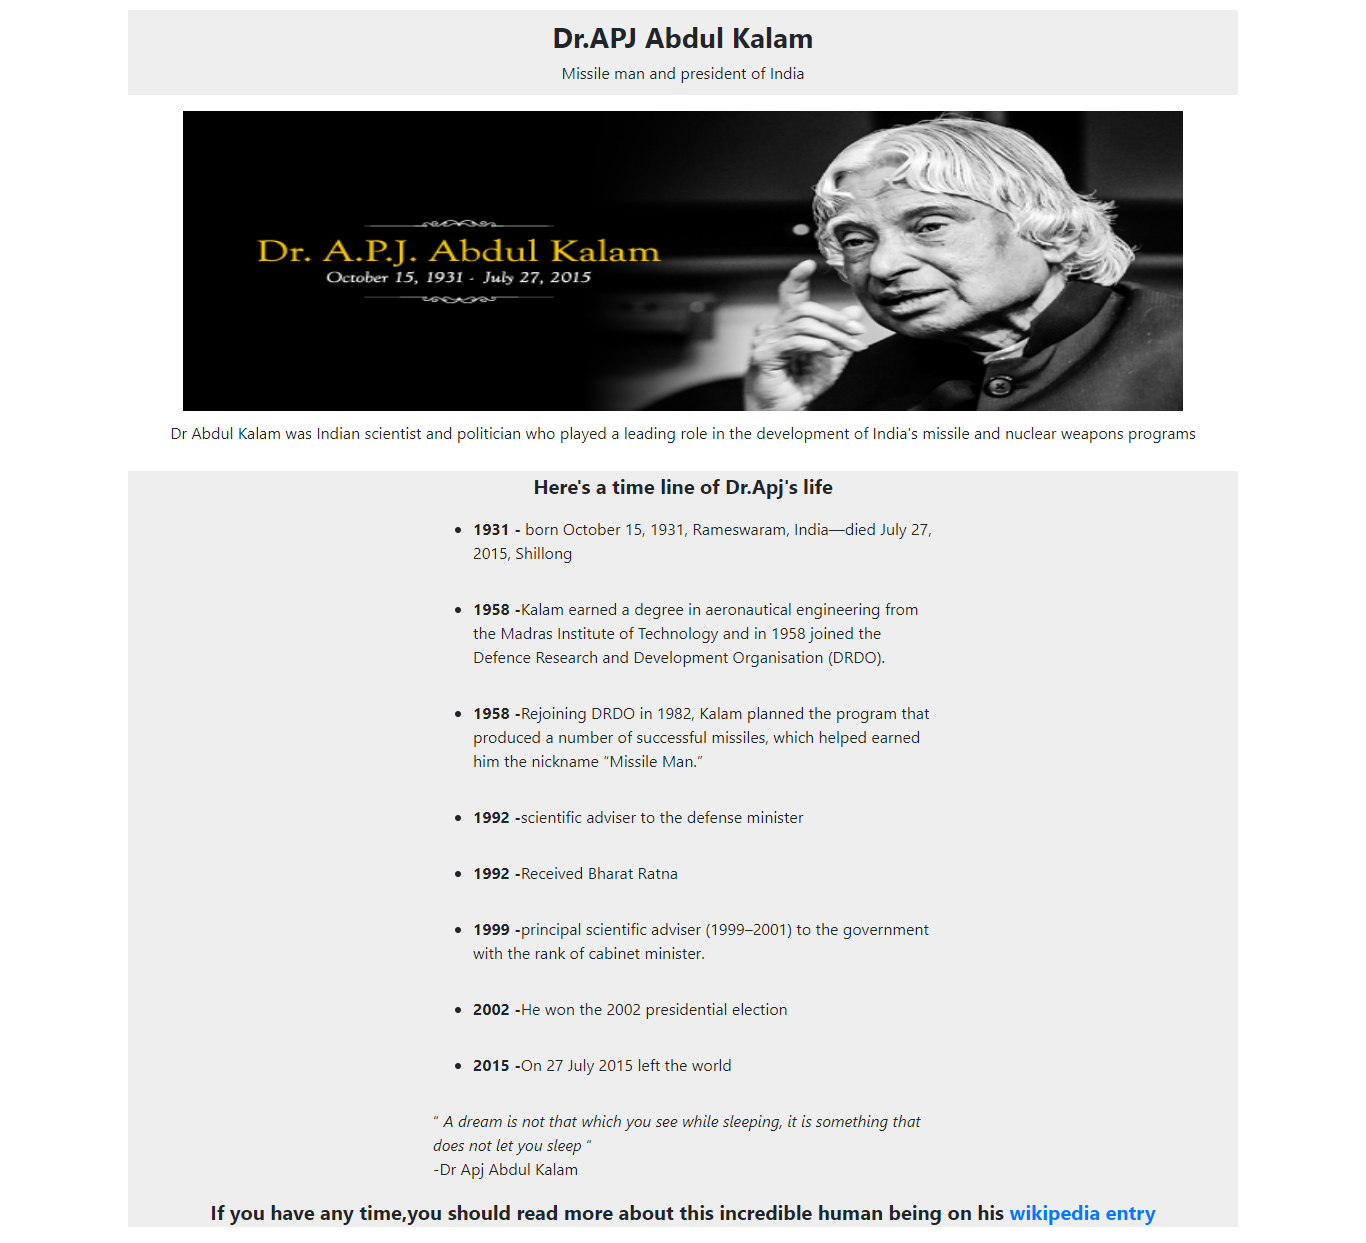 Dr.APJ Abdul Kalam
Missile man and president of India
Dr. A.P.J. Abdul Kalam
October 15, 1931 - July 27, 2015
Dr Abdul Kalam was Indian scientist and politician who played a leading role in the development of India's missile and nuclear weapons programs
Here's a time line of Dr.Apj's life
• 1931 - born October 15, 1931, Rameswaram, India—died July 27,
2015, Shillong
• 1958 -Kalam earned a degree in aeronautical engineering from
the Madras Institute of Technology and in 1958 joined the
Defence Research and Development Organisation (DRDO).
• 1958 -Rejoining DRDO in 1982, Kalam planned the program that
produced a number of successful missiles, which helped earned
him the nickname “Missile Man.”
• 1992 -scientific adviser to the defense minister
• 1992 -Received Bharat Ratna
• 1999 -principal scientific adviser (1999–2001) to the government
with the rank of cabinet minister.
• 2002 -He won the 2002 presidential election
• 2015 -On 27 July 2015 left the world
“ A dream is not that which you see while sleeping, it is something that
does not let you sleep “
-Dr Apj Abdul Kalam
If you have any time,you should read more about this incredible human being on his wikipedia entry